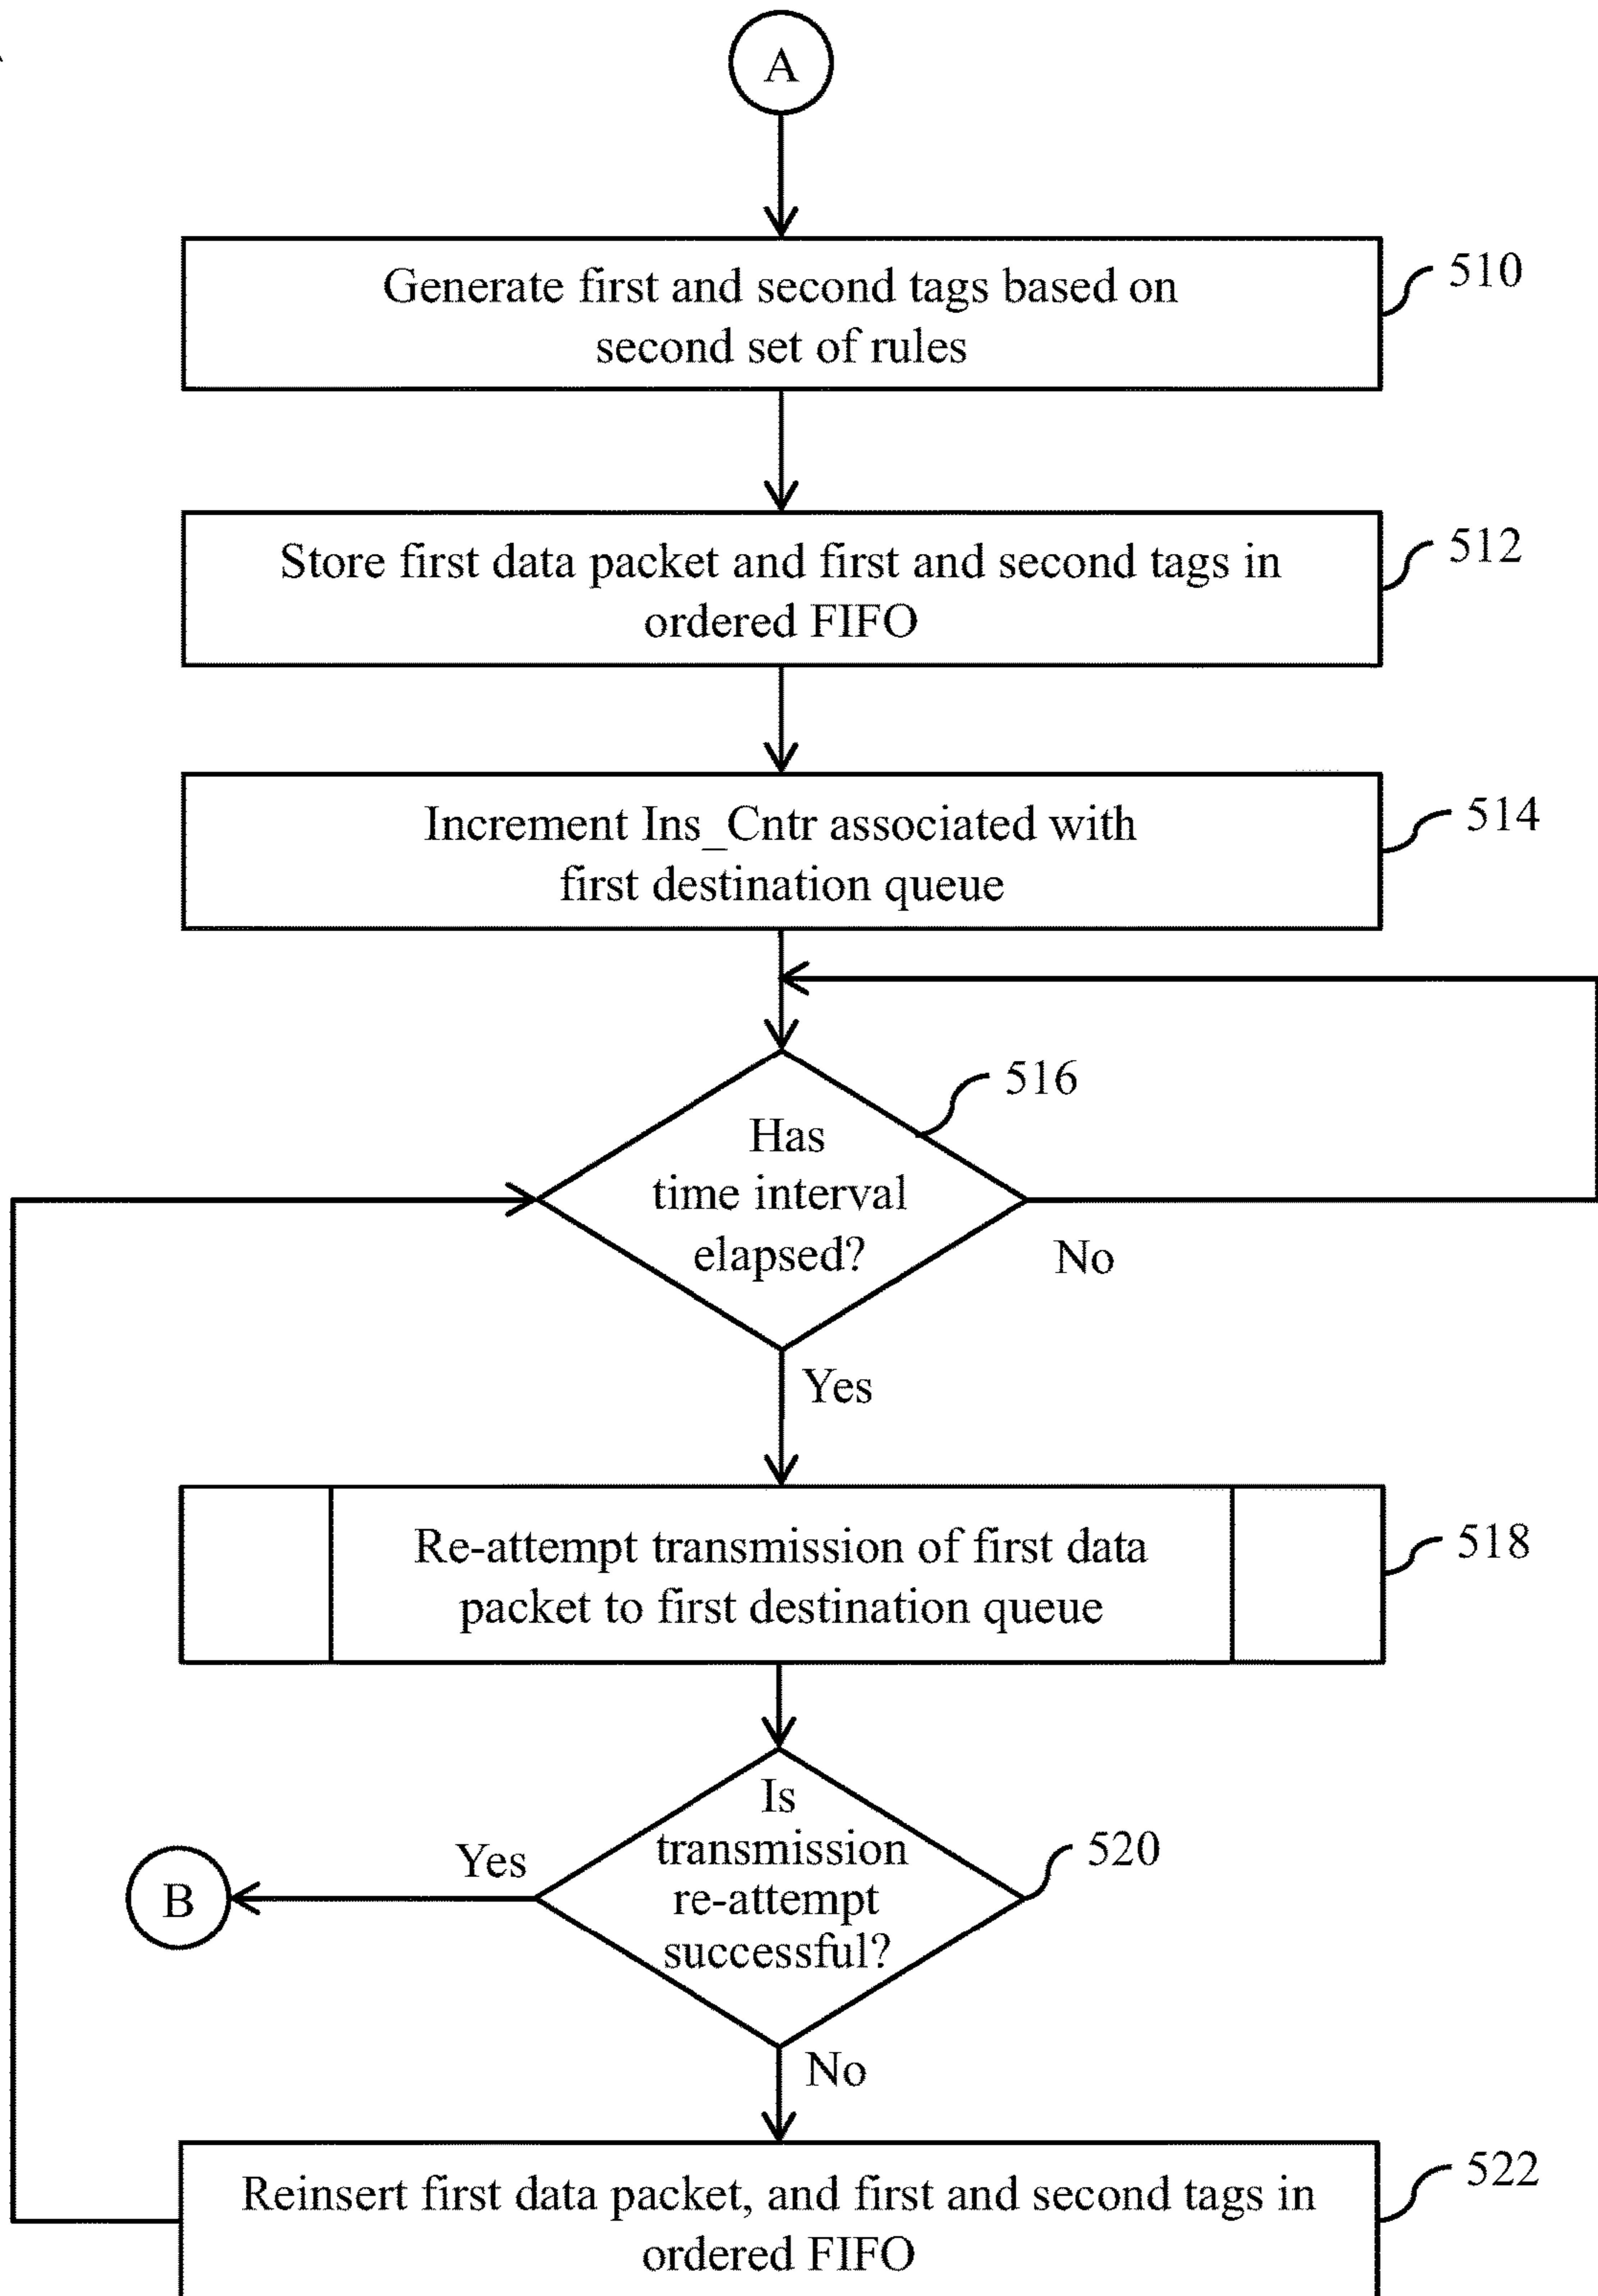 A
Generate first and second tags based on
second set of rules
510
Store first data packet and first and second tags in
ordered FIFO
512
Increment Ins_Cntr associated with
first destination queue
514
516
Has
time interval
elapsed?
No
Yes
Re-attempt transmission of first data
packet to first destination queue
518
Is
transmission
re-attempt
successful?
520
Yes
B
No
Reinsert first data packet, and first and second tags in
ordered FIFO
522